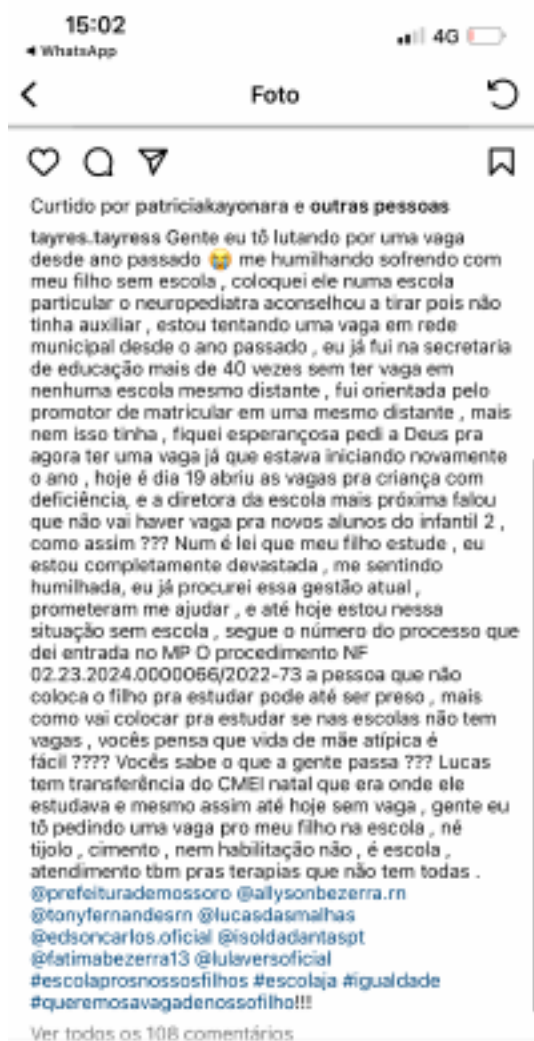 15:02
WhatsApp
4G
Foto
Curtido por patriciakayonara e outras pessoas
tayres.tayress Gente eu tô lutando por uma vaga
desde ano passado 😭 me humilhando sofrendo com
meu filho sem escola , coloquei ele numa escola
particular o neuropediatra aconselhou a tirar pois não
tinha auxiliar , estou tentando uma vaga em rede
municipal desde o ano passado , eu já fui na secretaria
de educação mais de 40 vezes sem ter vaga em
nenhuma escola mesmo distante , fui orientada pelo
promotor de matricular em uma mesmo distante , mais
nem isso tinha , fiquei esperançosa pedi a Deus pra
agora ter uma vaga já que estava iniciando novamente
o ano , hoje é dia 19 abriu as vagas pra criança com
deficiência, e a diretora da escola mais próxima falou
que não vai haver vaga pra novos alunos do infantil 2 ,
como assim ??? Num é lei que meu filho estude , eu
estou completamente devastada , me sentindo
humilhada, eu já procurei essa gestão atual ,
prometeram me ajudar , e até hoje estou nessa
situação sem escola , segue o número do processo que
dei entrada no MP O procedimento NF
02.23.2024.0000066/2022-73 a pessoa que não
coloca o filho pra estudar pode até ser preso , mais
como vai colocar pra estudar se nas escolas não tem
vagas , vocês pensa que vida de mãe atípica é
fácil ???? Vocês sabe o que a gente passa ??? Lucas
tem transferência do CMEI natal que era onde ele
estudava e mesmo assim até hoje sem vaga , gente eu
tô pedindo uma vaga pro meu filho na escola , né
tijolo , cimento , nem habilitação não , é escola ,
atendimento tbm pras terapias que não tem todas .
@prefeiturademossoro @allysonbezerra.rn
@tonyfernandesrn @lucasdasmalhas
@edsoncarlos.oficial @isoldadantaspt
@fatimabezerra13 @lulaversoficial
#escolaprosnossosfilhos #escolaja #igualdade
#queremosavagadenossofilho!!!
Ver todos os 108 comentários